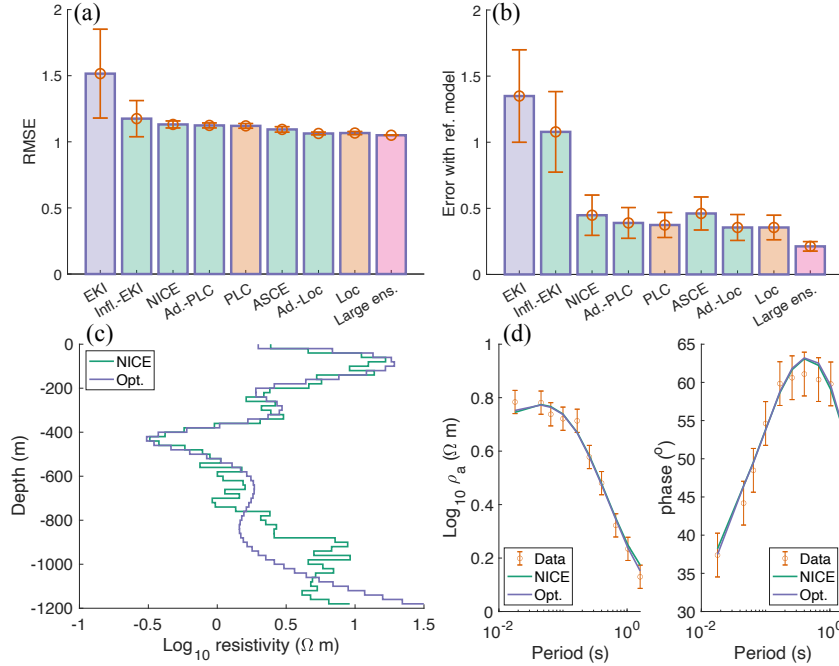 (a)
2
1.5
1
0.5
0
RMSE
EKI
Infl.-EKI
NICE
Ad.-PLC
PLC
ASCE
Ad.-Loc
Loc
Large ens.
(b)
2
1.5
1
0.5
0
Error with ref. model
EKI
Infl.-EKI
NICE
Ad.-PLC
PLC
ASCE
Ad.-Loc
Loc
Large ens.
(c)
0
-200
-400
-600
-800
-1000
-1200
Depth (m)
NICE
Opt.
-1 -0.5 0 0.5 1 1.5
Log10 resistivity (Ω m)
(d)
1
0.8
0.6
0.4
0.2
0
Log10 ρa (Ω m)
Data
NICE
Opt.
10-2 100
Period (s)
65
60
55
50
45
40
35
30
phase (°)
Data
NICE
Opt.
10-2 100
Period (s)